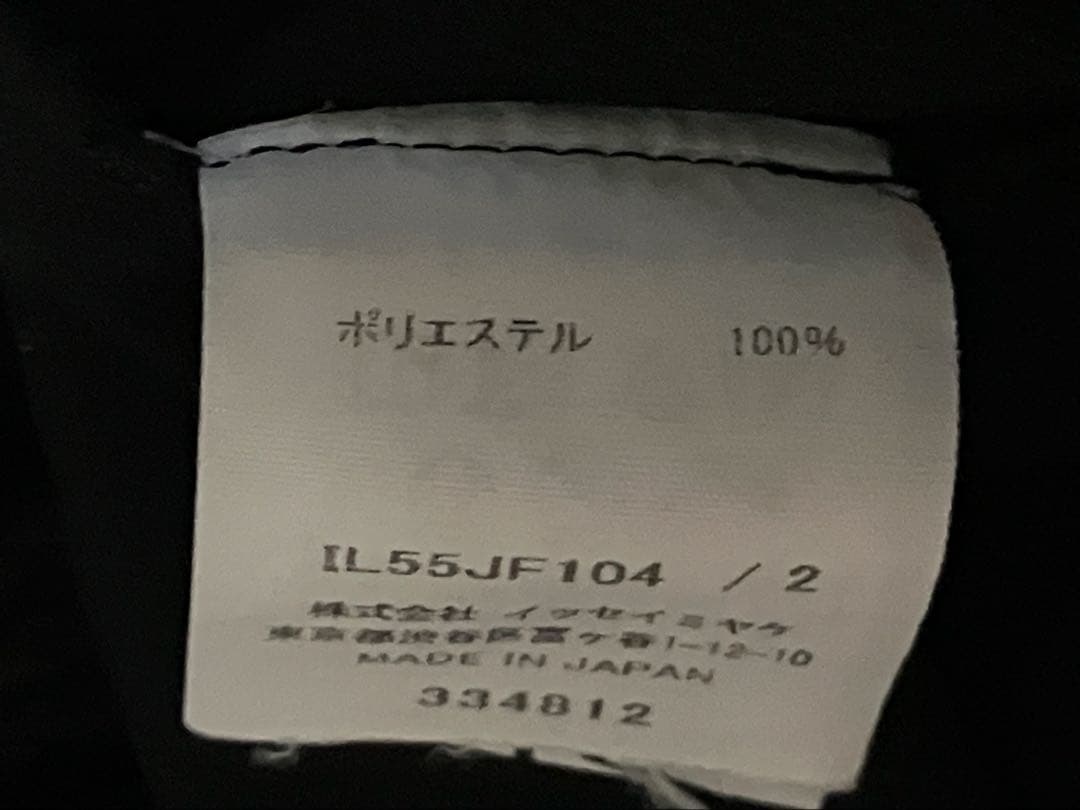 ポリエステル 100%
IL55JF104 / 2
株式会社 イッセイミヤケ
東京都渋谷区富ヶ谷1-12-10
MADE IN JAPAN
334812